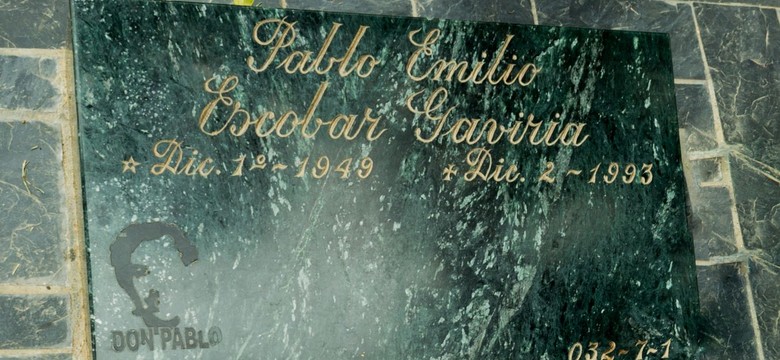 Pablo Emilio
Escobar Gaviria
☆ Dic. 1º - 1949 ✝ Dic. 2 - 1993
DON PABLO
032-7-1